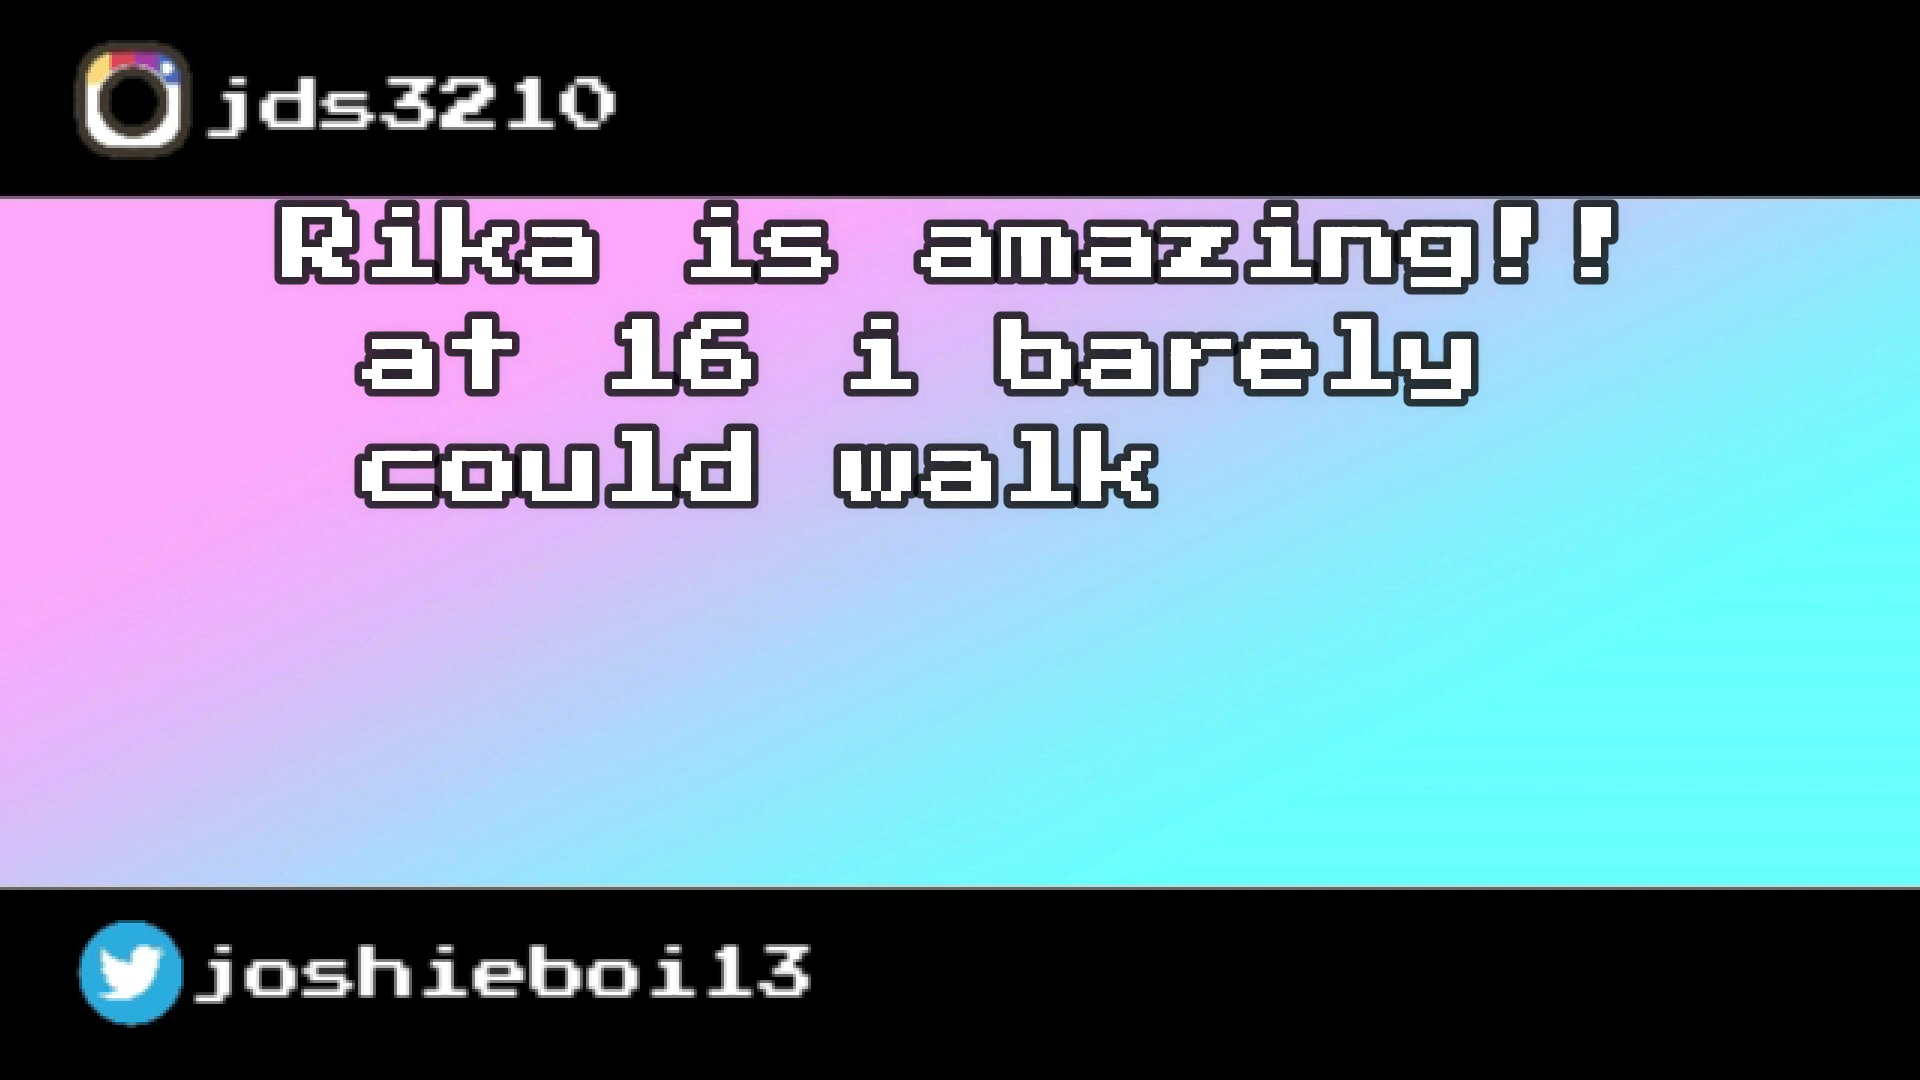 jds3210
Rika is amazing!!
at 16 i barely
could walk
joshieboi13